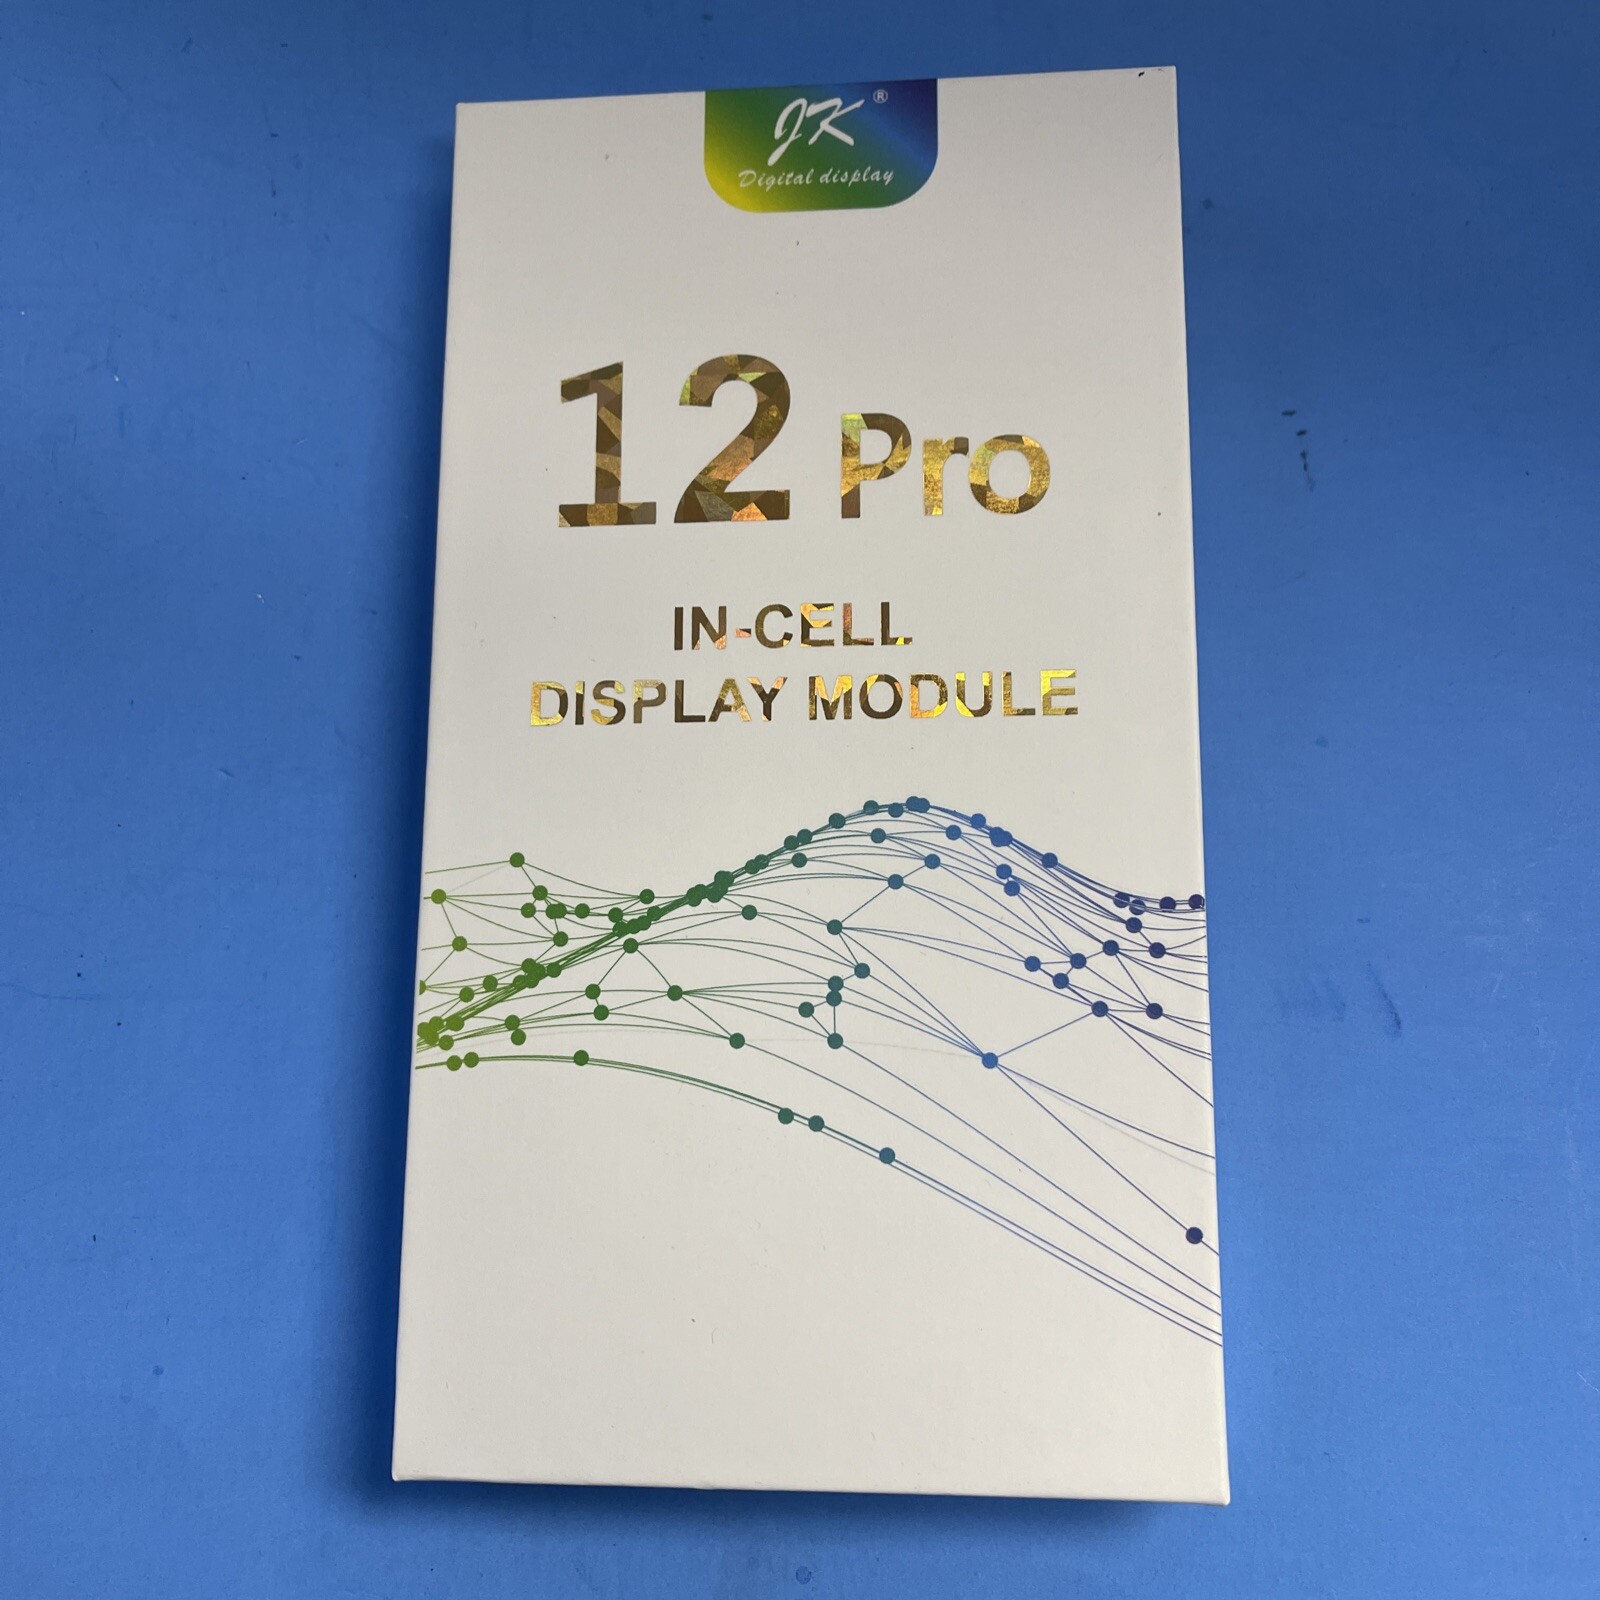 JK ®
Digital display
12 Pro
IN-CELL
DISPLAY MODULE